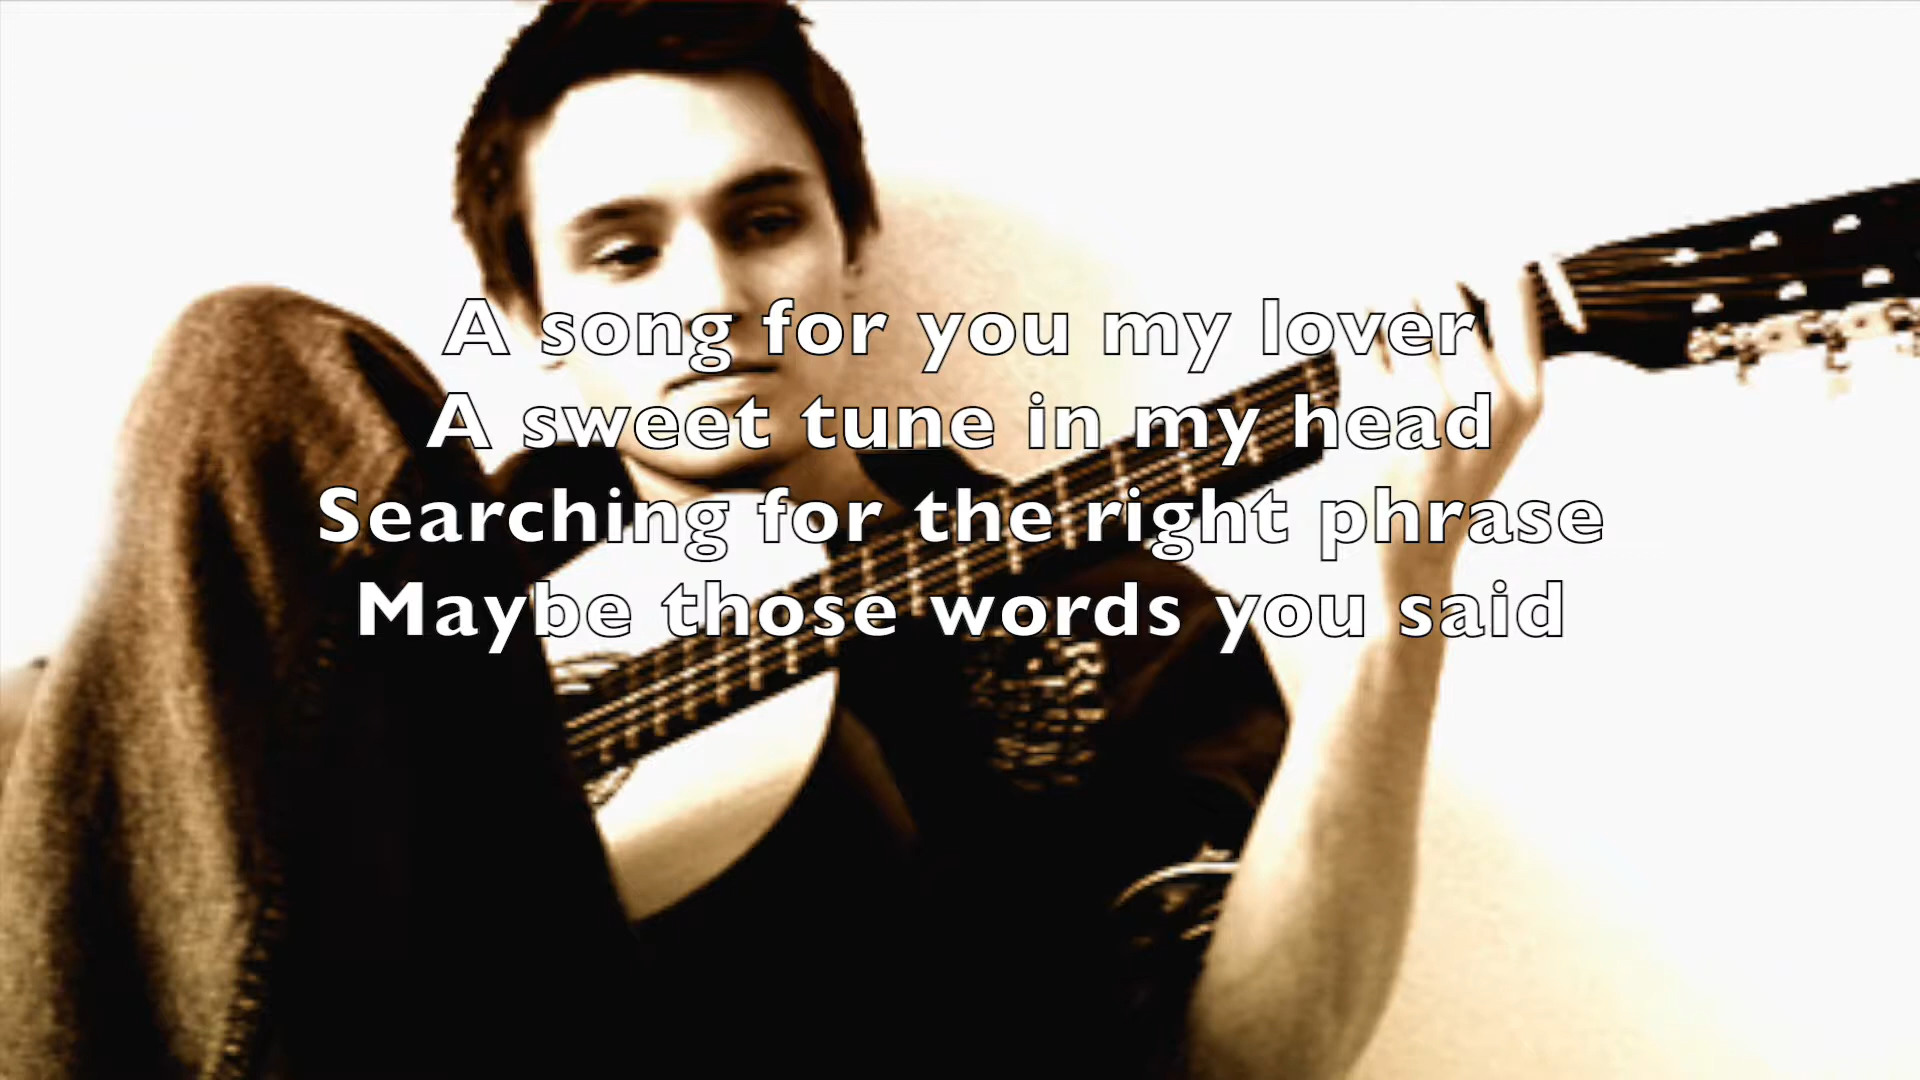 A song for you my lover
A sweet tune in my head
Searching for the right phrase
Maybe those words you said